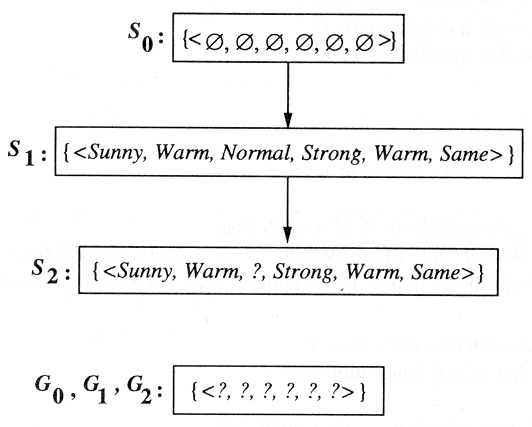 S0: {<∅, ∅, ∅, ∅, ∅, ∅>}
S1: {<Sunny, Warm, Normal, Strong, Warm, Same>}
S2: {<Sunny, Warm, ?, Strong, Warm, Same>}
G0, G1, G2: {<?, ?, ?, ?, ?, ?>}